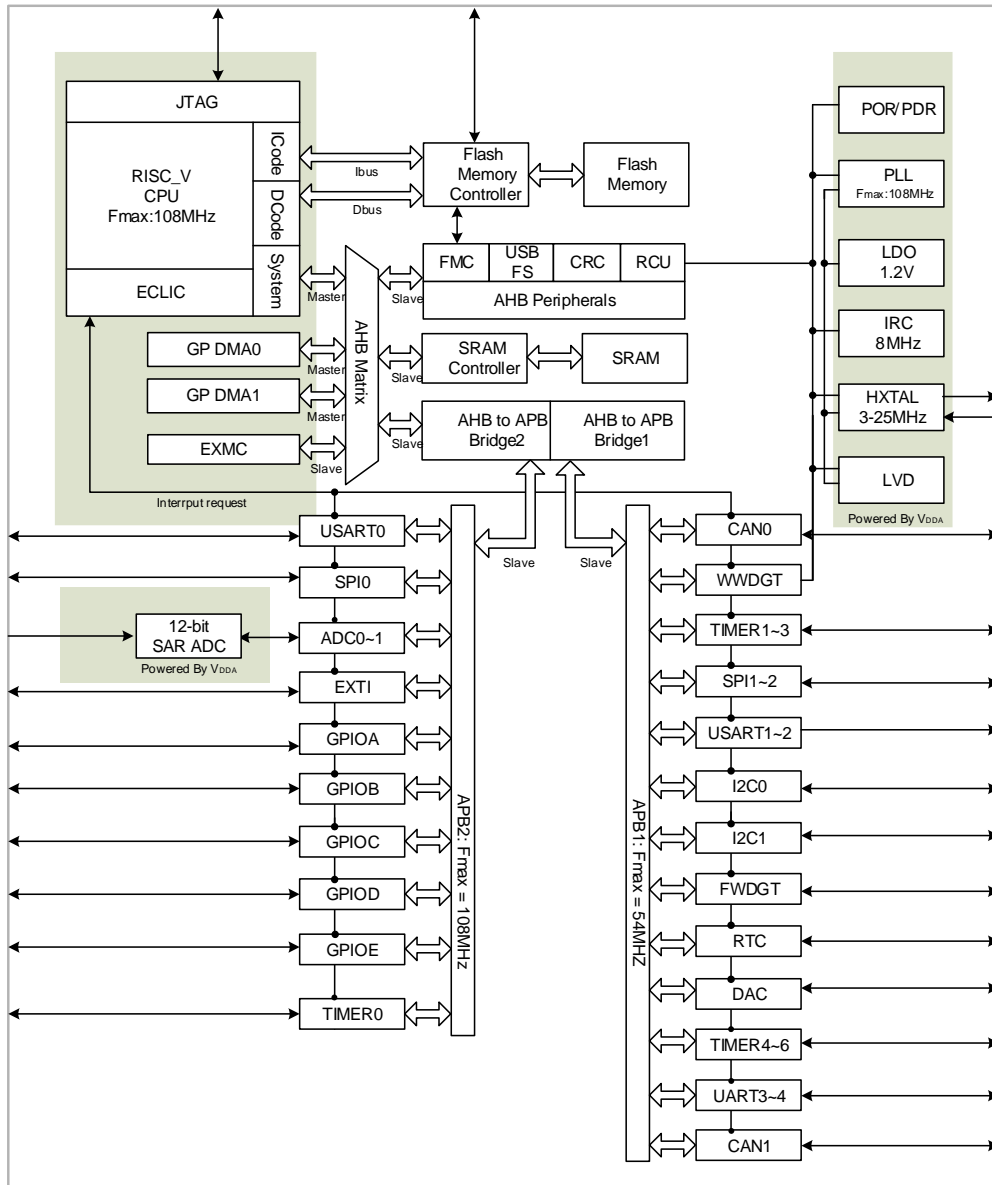 JTAG
RISC_V
CPU
Fmax:108MHz
ICode
DCode
System
ECLIC
Ibus
Dbus
Flash
Memory
Controller
Flash
Memory
FMC
USB
FS
CRC
RCU
AHB Peripherals
Master
Slave
AHB Matrix
GP DMA0
Master
GP DMA1
Master
EXMC
Slave
Slave
SRAM
Controller
SRAM
Slave
AHB to APB
Bridge2
AHB to APB
Bridge1
POR/PDR
PLL
Fmax:108MHz
LDO
1.2V
IRC
8MHz
HXTAL
3-25MHz
LVD
Powered By VDDA
Interrput request
Slave
Slave
USART0
SPI0
12-bit
SAR ADC
Powered By VDDA
ADC0~1
EXTI
GPIOA
GPIOB
GPIOC
GPIOD
GPIOE
TIMER0
APB2: Fmax = 108MHz
APB1: Fmax = 54MHZ
CAN0
WWDGT
TIMER1~3
SPI1~2
USART1~2
I2C0
I2C1
FWDGT
RTC
DAC
TIMER4~6
UART3~4
CAN1